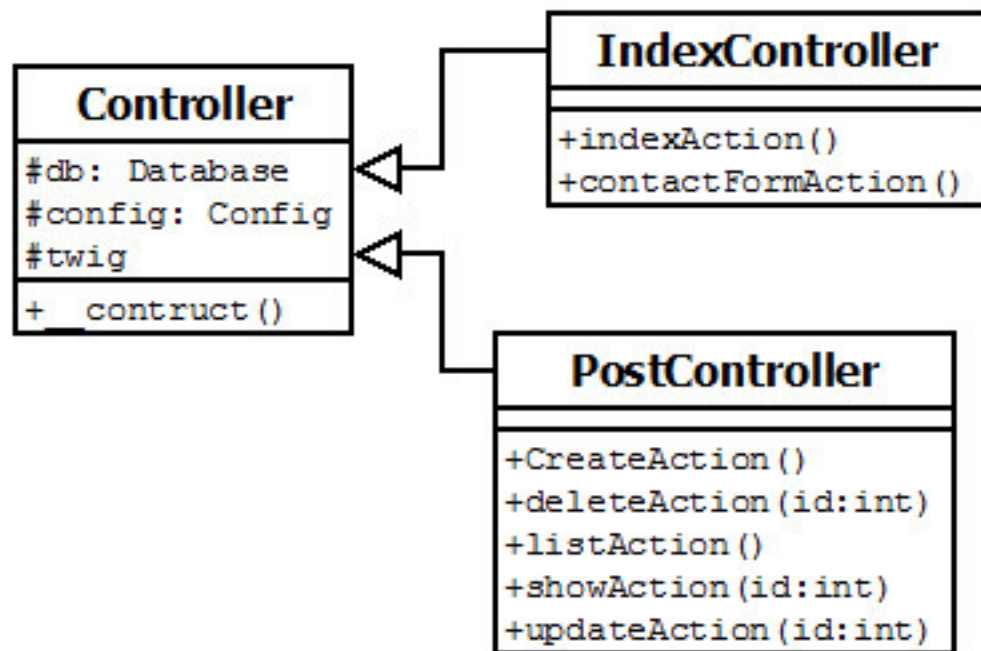 Controller
#db: Database
#config: Config
#twig
+__contruct()
IndexController
+indexAction()
+contactFormAction()
PostController
+CreateAction()
+deleteAction(id:int)
+listAction()
+showAction(id:int)
+updateAction(id:int)